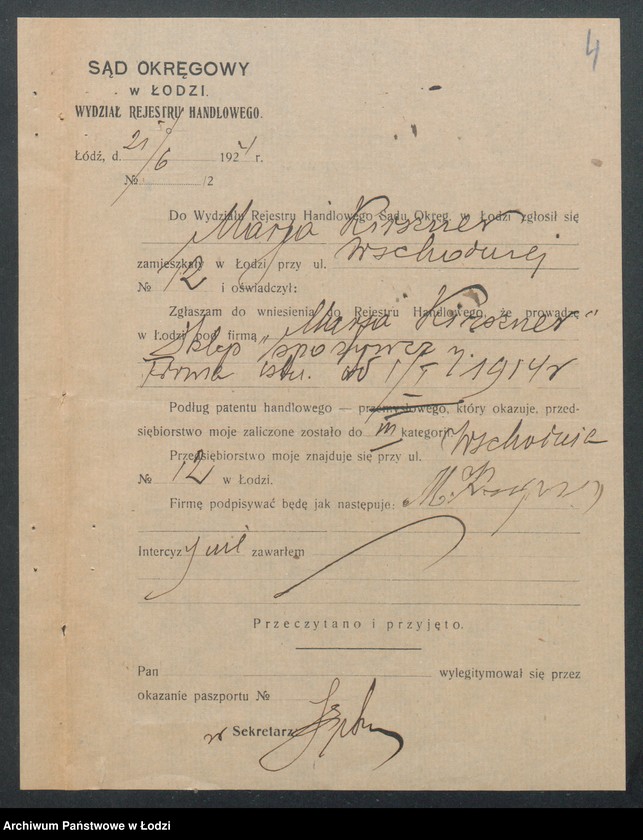 4
SĄD OKRĘGOWY
w ŁODZI.
WYDZIAŁ REJESTRU HANDLOWEGO.
Łódź, d. 21/6 1924 r.
№ /2
Do Wydziału Rejestru Handlowego Sądu Okręg. w Łodzi zgłosił się
Marja Kirszner
zamieszkały w Łodzi przy ul. Wschodniej
№ 12 i oświadczył:
Zgłaszam do wniesienia do Rejestru Handlowego, że prowadzę
w Łodzi pod firmą „Marja Kirszner"
Sklep spożywczy
Firma istn. od 1/I 1914 r
Podług patentu handlowego — przemysłowego, który okazuje, przed-
siębiorstwo moje zaliczone zostało do III kategorji.
Przedsiębiorstwo moje znajduje się przy ul. Wschodnia
№ 12 w Łodzi.
Firmę podpisywać będę jak następuje: M.
Intercyzy nie zawarłem
Przeczytano i przyjęto.
Pan wylegitymował się przez
okazanie paszportu №
w Sekretarz
Archiwum Państwowe w Łodzi